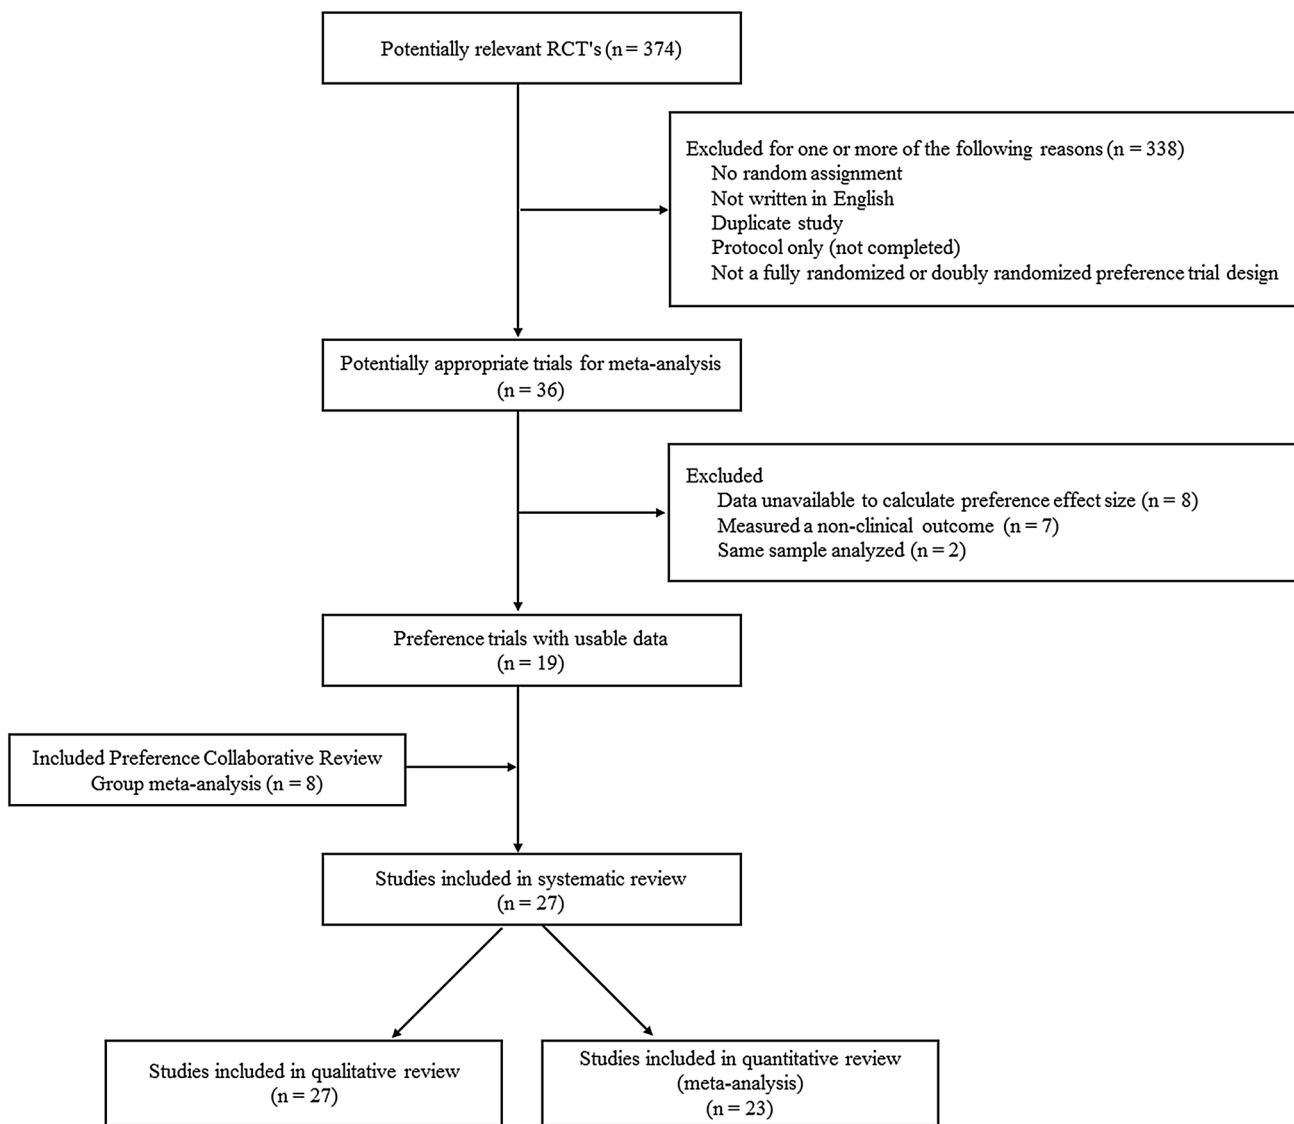 Potentially relevant RCT's (n = 374)
Excluded for one or more of the following reasons (n = 338)
No random assignment
Not written in English
Duplicate study
Protocol only (not completed)
Not a fully randomized or doubly randomized preference trial design
Potentially appropriate trials for meta-analysis
(n = 36)
Excluded
Data unavailable to calculate preference effect size (n = 8)
Measured a non-clinical outcome (n = 7)
Same sample analyzed (n = 2)
Preference trials with usable data
(n = 19)
Included Preference Collaborative Review
Group meta-analysis (n = 8)
Studies included in systematic review
(n = 27)
Studies included in qualitative review
(n = 27)
Studies included in quantitative review
(meta-analysis)
(n = 23)